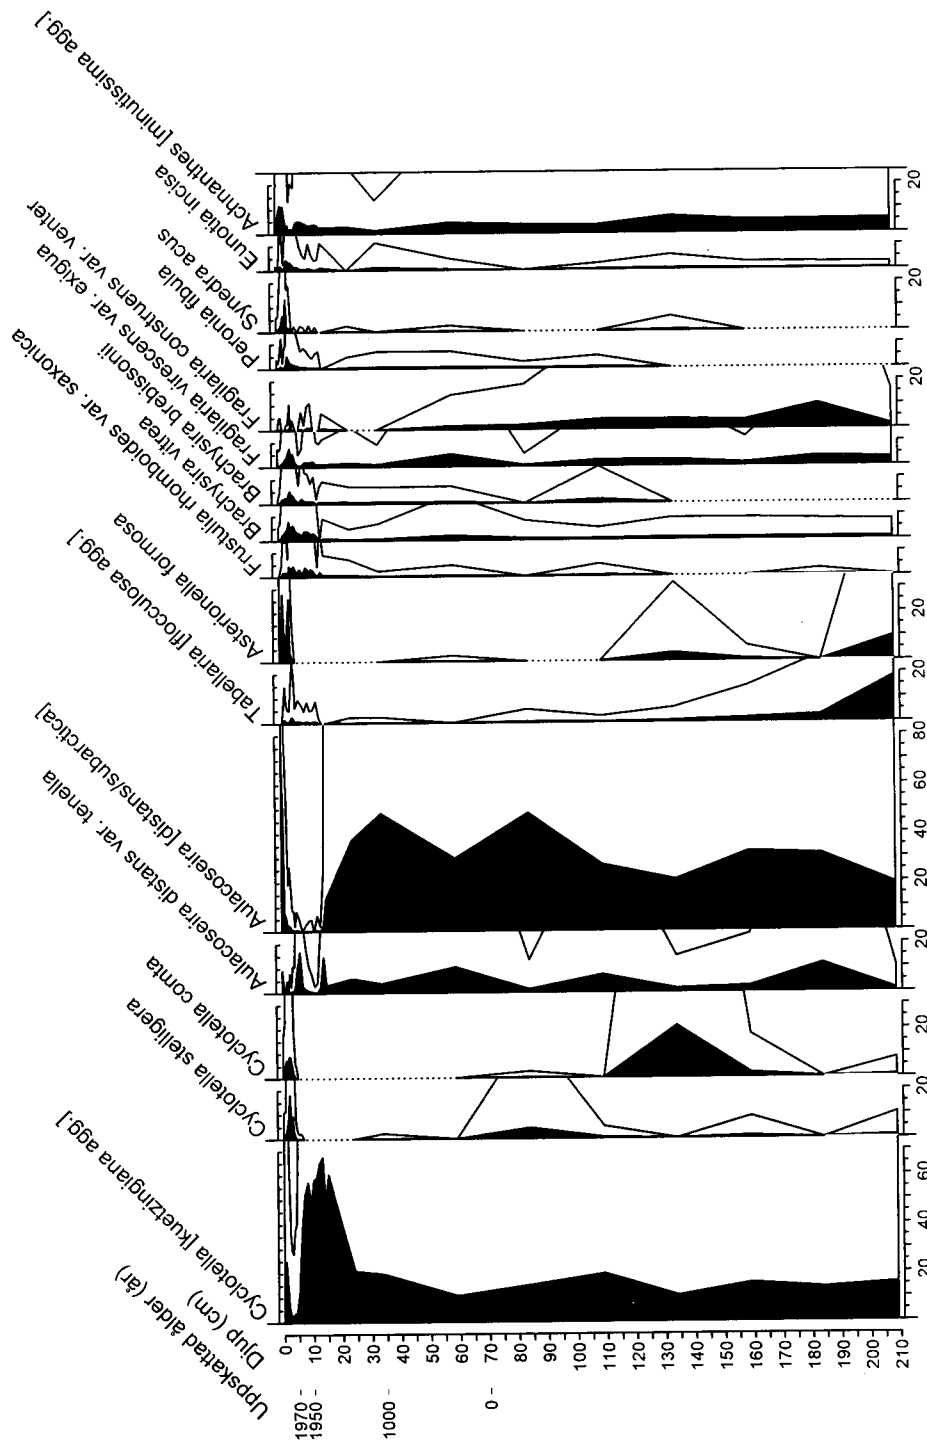 Achnanthes [minutissima agg.]
Eunotia incisa
Synedra acus
Peronia fibula
Fragilaria construens var. venter
Fragilaria virescens var. exigua
Brachysira brebissonii
Brachysira vitrea
Frustulia rhomboides var. saxonica
Asterionella formosa
Tabellaria [flocculosa agg.]
Aulacoseira [distans/subarctica]
Aulacoseira distans var. tenella
Cyclotella comta
Cyclotella stelligera
Cyclotella [kuetzingiana agg.]
Djup (cm)
Uppskattad ålder (år)
20
20
20
20
20
80
60
40
20
20
20
20
60
40
20
0 10 20 30 40 50 60 70 80 90 100 110 120 130 140 150 160 170 180 190 200 210
1970 -
1950 -
1000 -
0 -